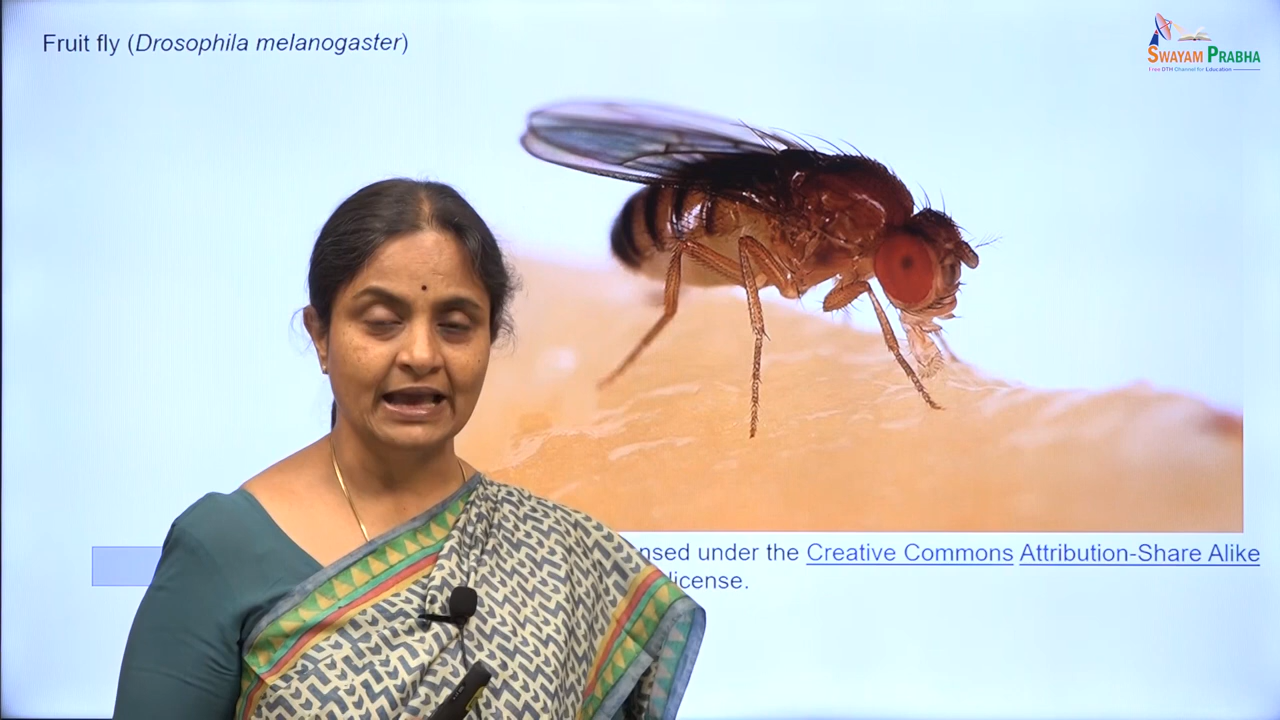 Fruit fly (Drosophila melanogaster)
SWAYAM PRABHA
Free DTH Channel for Education
under the Creative Commons Attribution-Share Alike
license.